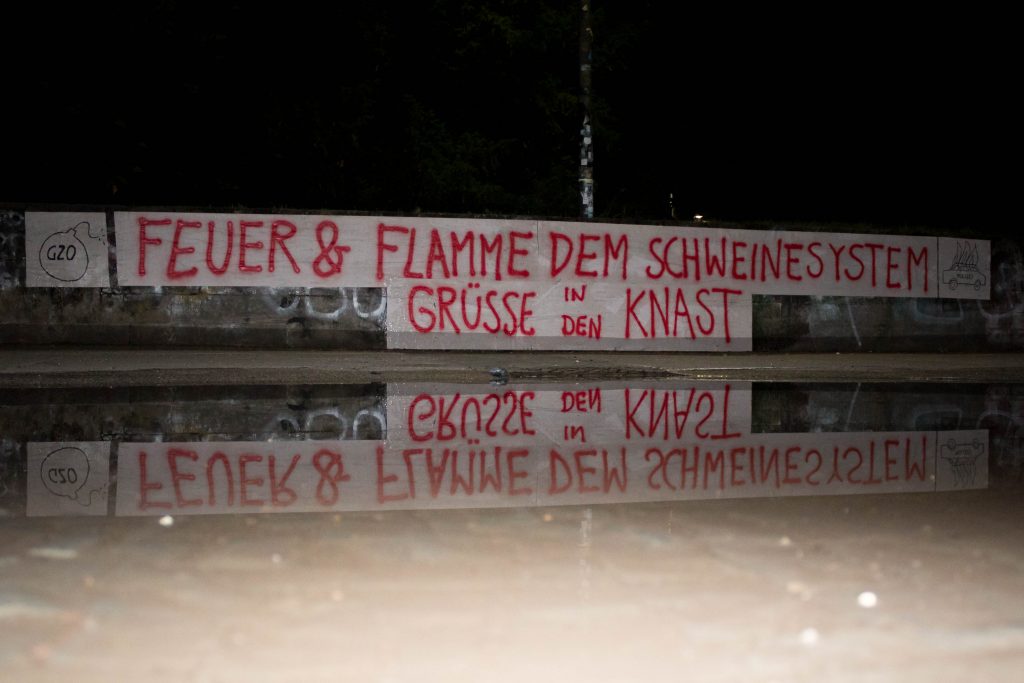 G20
FEUER & FLAMME DEM SCHWEINESYSTEM
GRÜSSE IN DEN KNAST